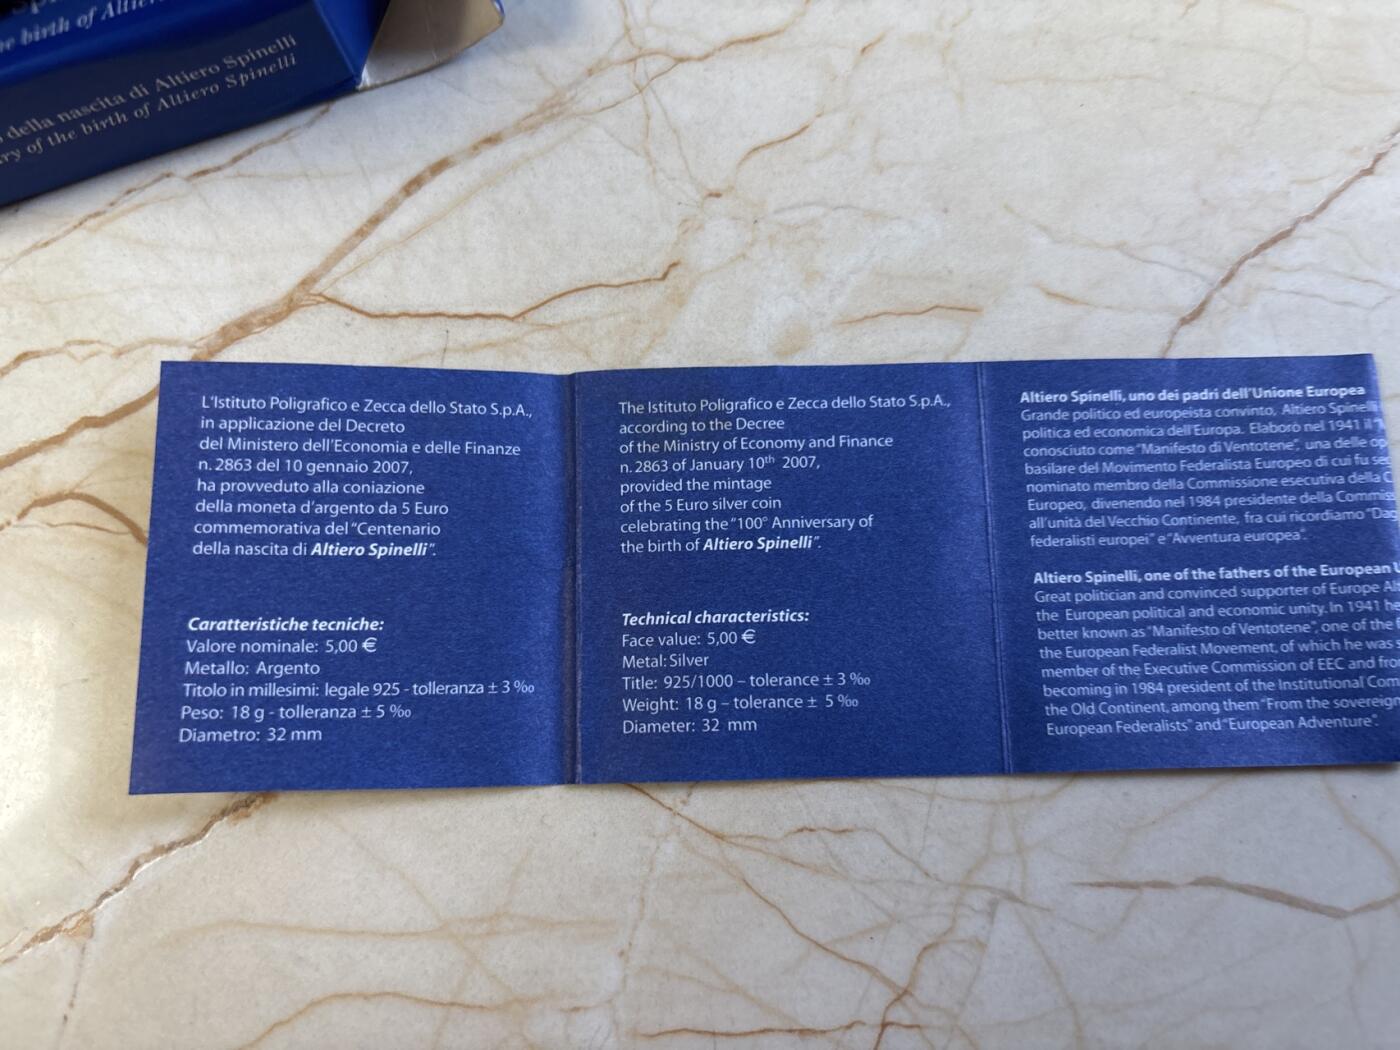 he birth of Altiero
della nascita di Altiero Spinelli
ry of the birth of Altiero Spinelli
L'Istituto Poligrafico e Zecca dello Stato S.p.A.,
in applicazione del Decreto
del Ministero dell'Economia e delle Finanze
n. 2863 del 10 gennaio 2007,
ha provveduto alla coniazione
della moneta d'argento da 5 Euro
commemorativa del "Centenario
della nascita di Altiero Spinelli".
Caratteristiche tecniche:
Valore nominale: 5,00 €
Metallo: Argento
Titolo in millesimi: legale 925 - tolleranza ± 3 ‰
Peso: 18 g - tolleranza ± 5 ‰
Diametro: 32 mm
The Istituto Poligrafico e Zecca dello Stato S.p.A.,
according to the Decree
of the Ministry of Economy and Finance
n. 2863 of January 10th 2007,
provided the mintage
of the 5 Euro silver coin
celebrating the "100° Anniversary of
the birth of Altiero Spinelli".
Technical characteristics:
Face value: 5,00 €
Metal: Silver
Title: 925/1000 – tolerance ± 3 ‰
Weight: 18 g – tolerance ± 5 ‰
Diameter: 32 mm
Altiero Spinelli, uno dei padri dell'Unione Europea
Grande politico ed europeista convinto, Altiero Spinelli
politica ed economica dell'Europa. Elaborò nel 1941 il
conosciuto come "Manifesto di Ventotene", una delle
basilare del Movimento Federalista Europeo di cui fu
nominato membro della Commissione esecutiva della
Europeo, divenendo nel 1984 presidente della
all'unità del Vecchio Continente, fra cui ricordiamo
federalisti europei" e "Avventura europea".
Altiero Spinelli, one of the fathers of the European
Great politician and convinced supporter of Europe
the European political and economic unity. In 1941
better known as "Manifesto of Ventotene", one of the
the European Federalist Movement, of which he was
member of the Executive Commission of EEC and
becoming in 1984 president of the Institutional
the Old Continent, among them "From the
European Federalists" and "European Adventure".